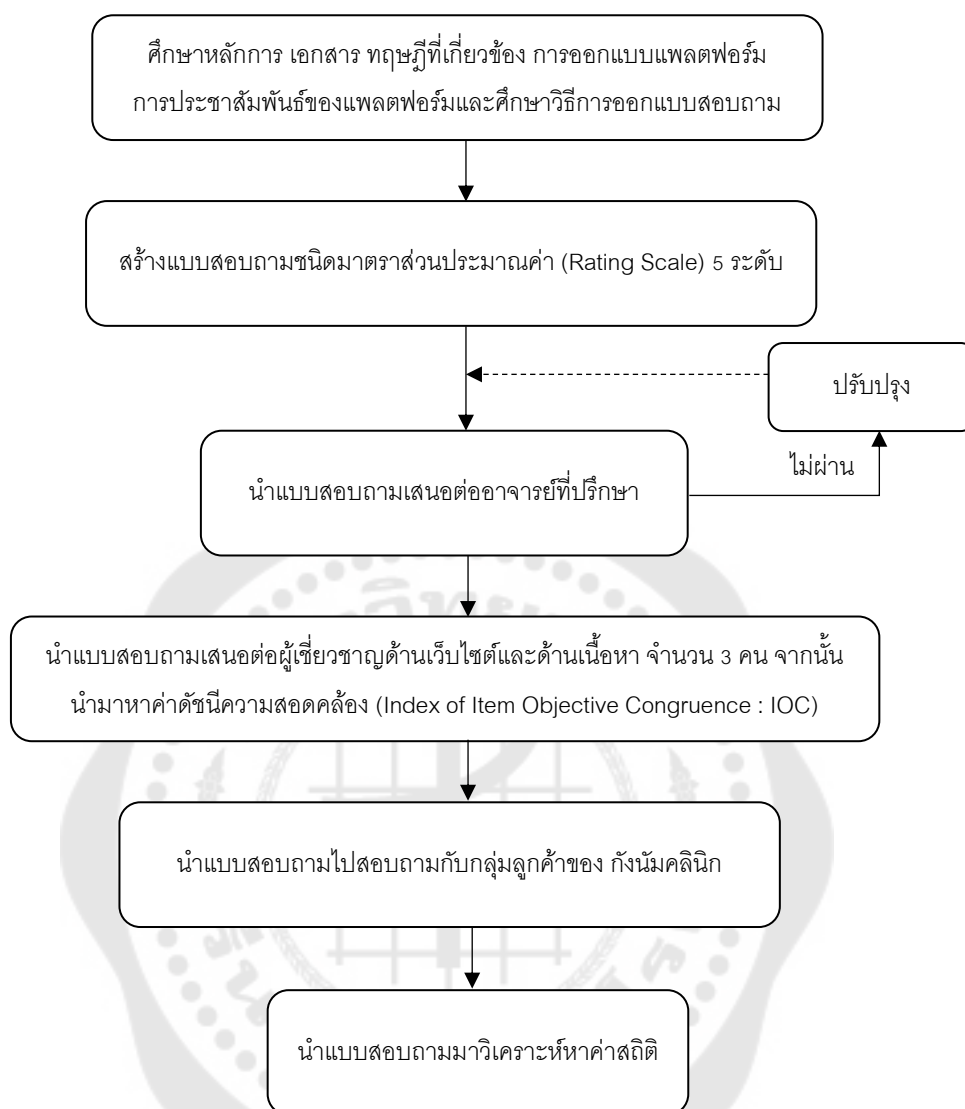 ศึกษาหลักการ เอกสาร ทฤษฎีที่เกี่ยวข้อง การออกแบบแพลตฟอร์ม
การประชาสัมพันธ์ของแพลตฟอร์มและศึกษาวิธีการออกแบบสอบถาม
สร้างแบบสอบถามชนิดมาตราส่วนประมาณค่า (Rating Scale) 5 ระดับ
ปรับปรุง
ไม่ผ่าน
นำแบบสอบถามเสนอต่ออาจารย์ที่ปรึกษา
นำแบบสอบถามเสนอต่อผู้เชี่ยวชาญด้านเว็บไซต์และด้านเนื้อหา จำนวน 3 คน จากนั้น
นำมาหาค่าดัชนีความสอดคล้อง (Index of Item Objective Congruence : IOC)
นำแบบสอบถามไปสอบถามกับกลุ่มลูกค้าของ กังนัมคลินิก
นำแบบสอบถามมาวิเคราะห์หาค่าสถิติ